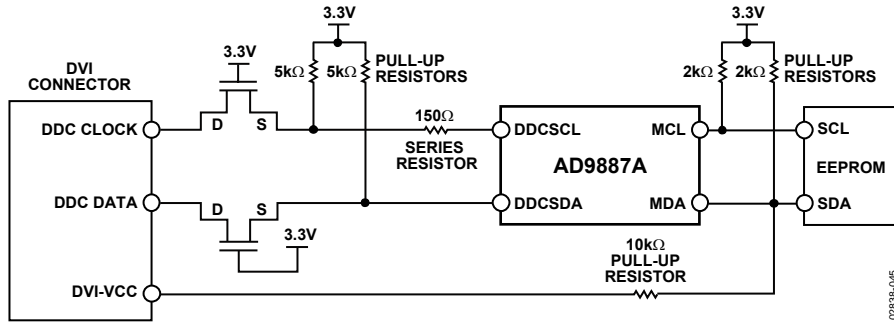 3.3V
3.3V
3.3V
5kΩ
5kΩ
PULL-UP
RESISTORS
2kΩ
2kΩ
PULL-UP
RESISTORS
DVI
CONNECTOR
DDC CLOCK
D
S
150Ω
SERIES
RESISTOR
DDCSCL
MCL
SCL
AD9887A
EEPROM
DDC DATA
D
S
DDCSDA
MDA
SDA
3.3V
10kΩ
PULL-UP
RESISTOR
DVI-VCC
02838-046